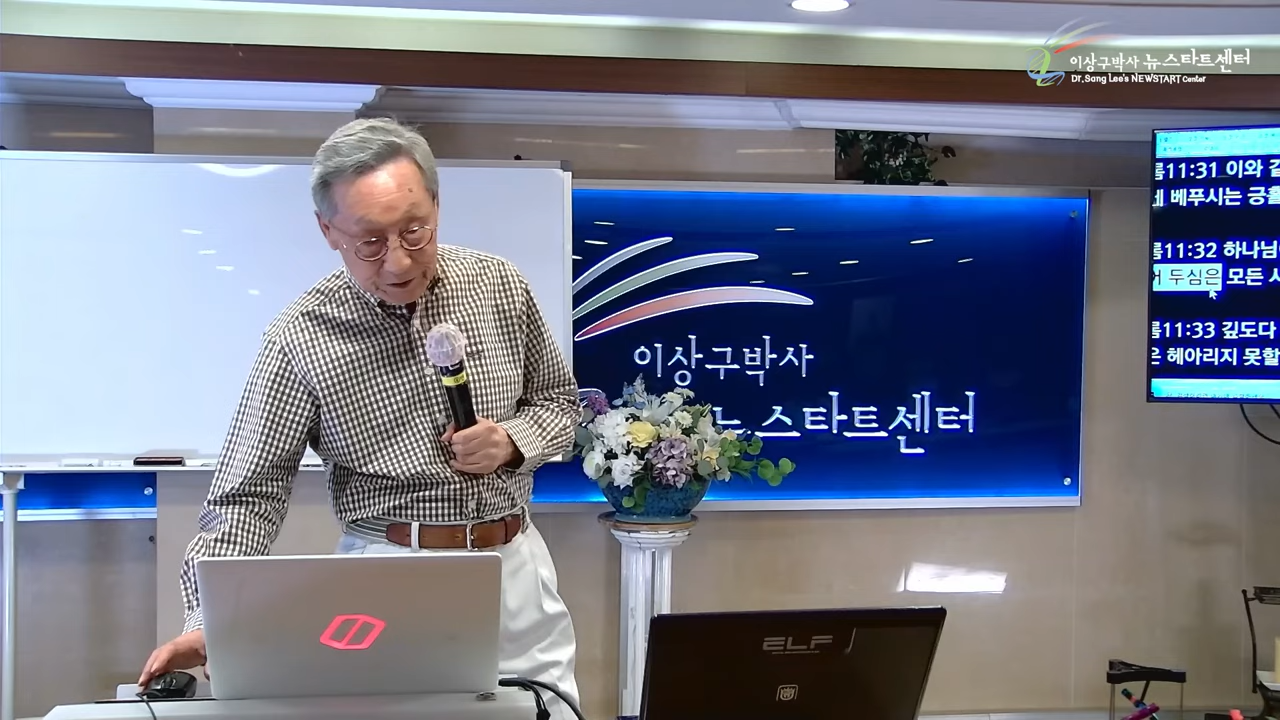 이상구박사 뉴스타트센터
Dr. Sang Lee's NEWSTART Center
롬11:31 이와 같
베푸시는 긍휼
롬11:32 하나님
두심은 모든 사
롬11:33 깊도다
헤아리지 못할
이상구박사
뉴스타트센터
ELF